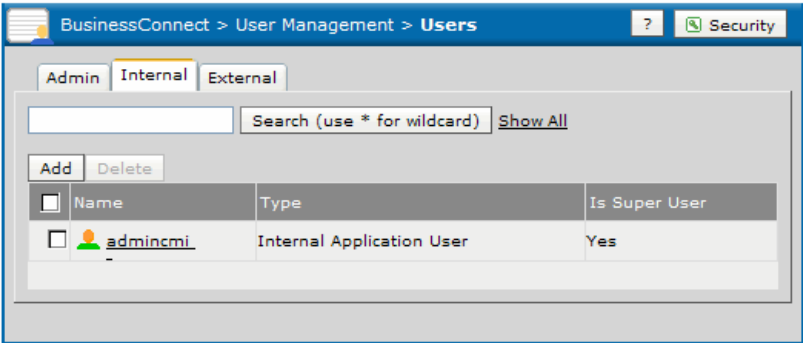 BusinessConnect > User Management > Users
? Security
Admin Internal External
Search (use * for wildcard) Show All
Add Delete
Name Type Is Super User
admincmi_ Internal Application User Yes